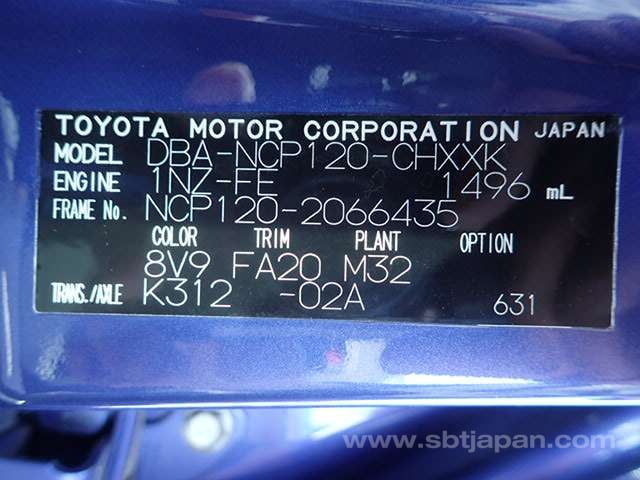 TOYOTA MOTOR CORPORATION JAPAN
MODEL DBA-NCP120-CHXXK
ENGINE 1NZ-FE 1496 mL
FRAME No. NCP120-2066435
COLOR TRIM PLANT OPTION
8V9 FA20 M32
TRANS./AXLE K312 -02A 631
www.sbtjapan.com